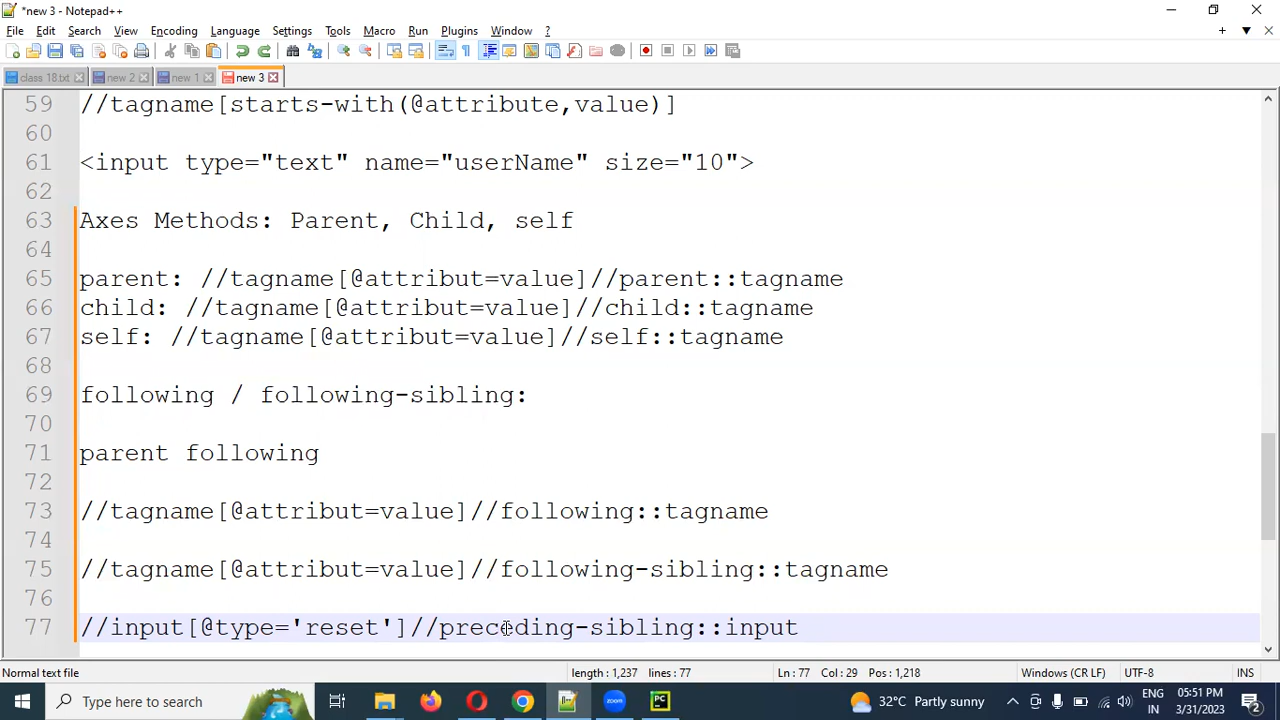 *new 3 - Notepad++
File Edit Search View Encoding Language Settings Tools Macro Run Plugins Window ?
class 18.txt new 2 new 1 new 3
59 //tagname[starts-with(@attribute,value)]
60
61 <input type="text" name="userName" size="10">
62
63 Axes Methods: Parent, Child, self
64
65 parent: //tagname[@attribut=value]//parent::tagname
66 child: //tagname[@attribut=value]//child::tagname
67 self: //tagname[@attribut=value]//self::tagname
68
69 following / following-sibling:
70
71 parent following
72
73 //tagname[@attribut=value]//following::tagname
74
75 //tagname[@attribut=value]//following-sibling::tagname
76
77 //input[@type='reset']//preceding-sibling::input
Normal text file length : 1,237 lines : 77 Ln : 77 Col : 29 Pos : 1,218 Windows (CR LF) UTF-8 INS
Type here to search PC zoom 32°C Partly sunny ENG IN 05:51 PM 3/31/2023 2